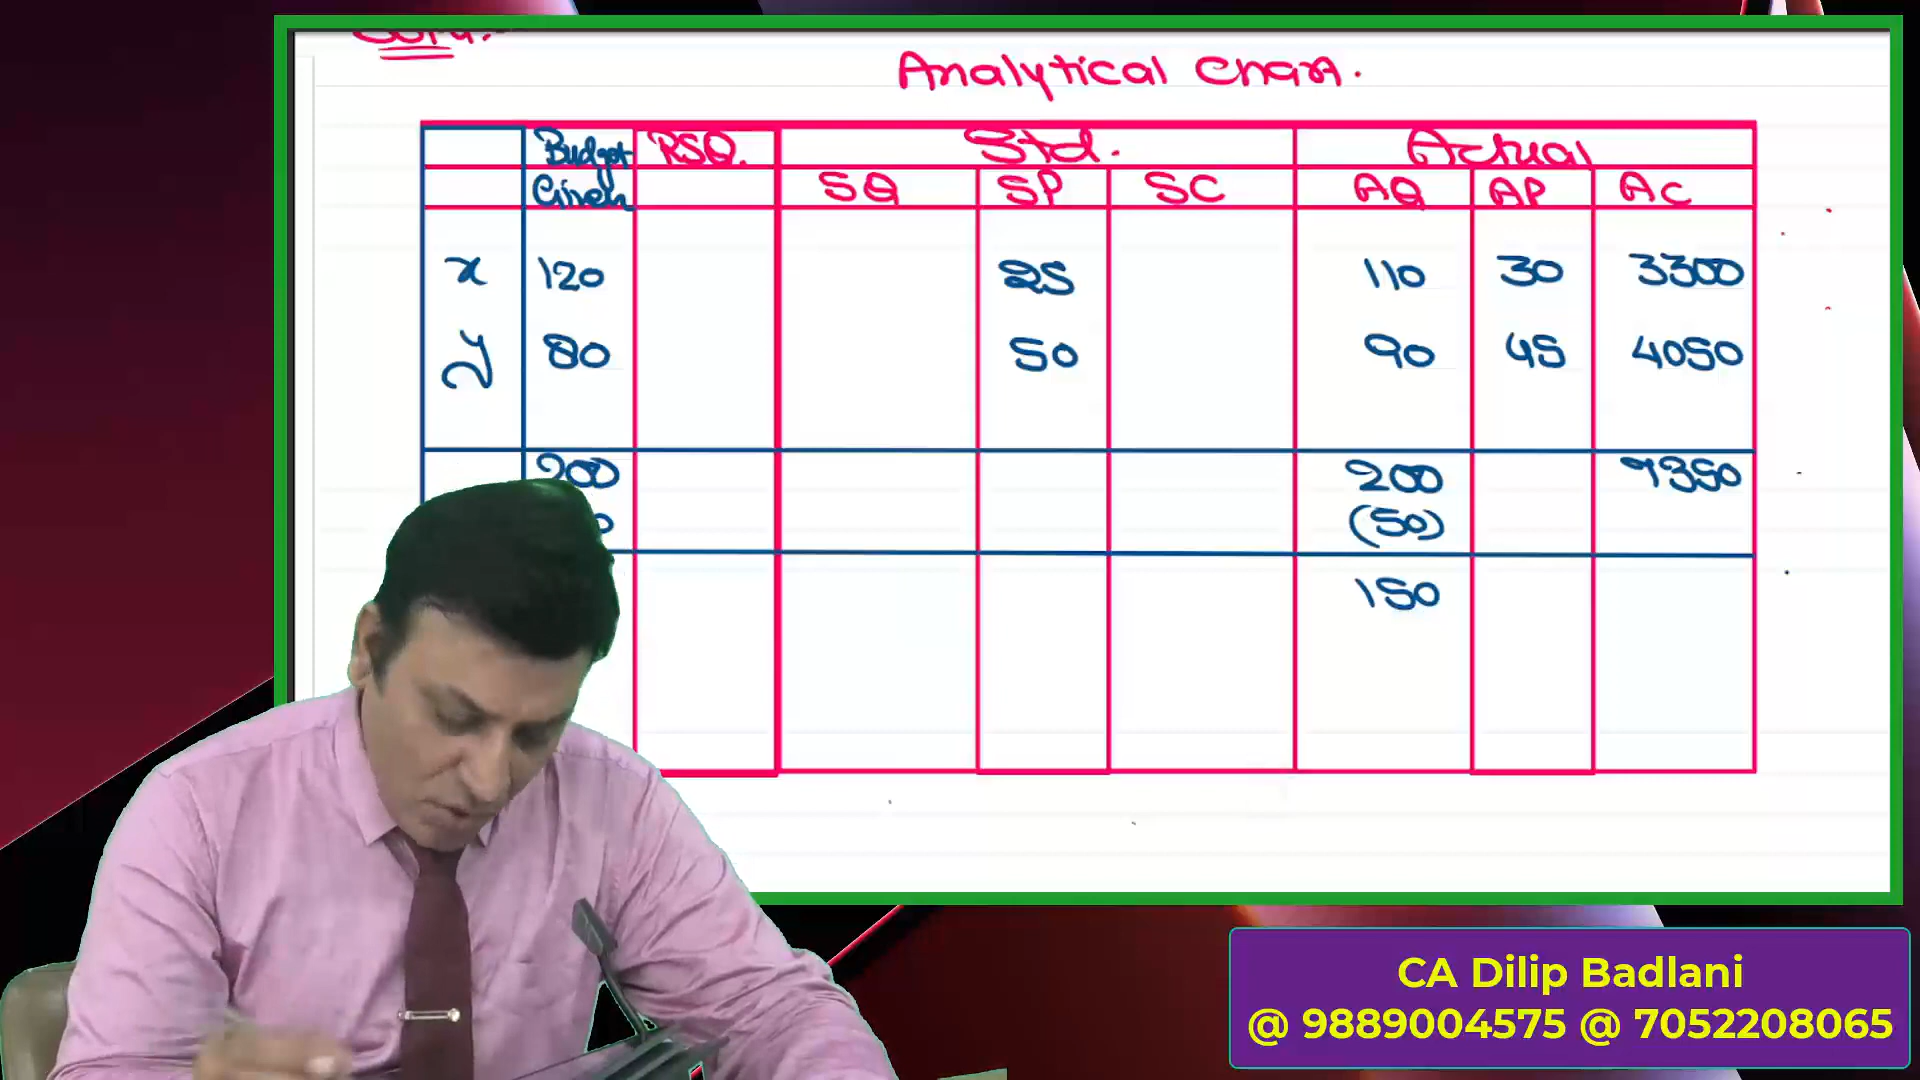 Analytical Chart.
Budget RSQ. Std. Actual
Given SQ SP SC AQ AP AC
x 120 25 110 30 3300
y 80 50 90 45 4050
200 200 7350
(50)
150
CA Dilip Badlani
@ 9889004575 @ 7052208065